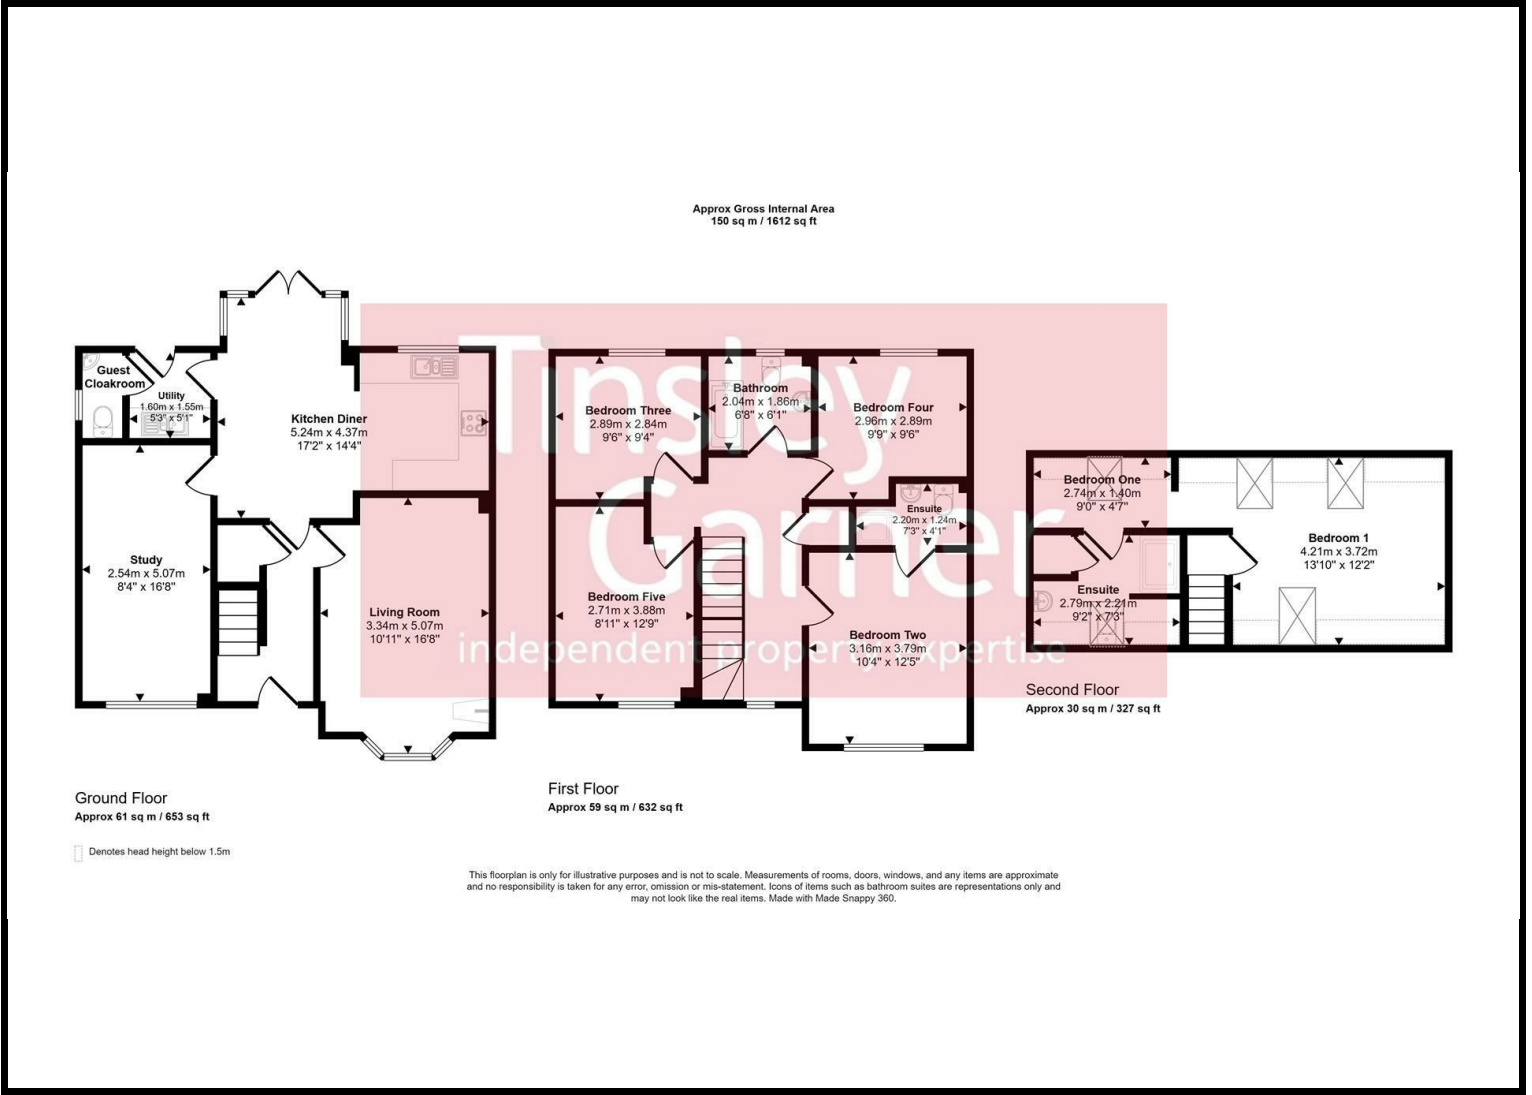 Approx Gross Internal Area
150 sq m / 1612 sq ft
Guest
Cloakroom
Utility
1.60m x 1.55m
5'3" x 5'1"
Kitchen Diner
5.24m x 4.37m
17'2" x 14'4"
Study
2.54m x 5.07m
8'4" x 16'8"
Living Room
3.34m x 5.07m
10'11" x 16'8"
Ground Floor
Approx 61 sq m / 653 sq ft
Denotes head height below 1.5m
Tinsley
Garner
independent property expertise
Bedroom Three
2.89m x 2.84m
9'6" x 9'4"
Bathroom
2.04m x 1.86m
6'8" x 6'1"
Bedroom Four
2.96m x 2.89m
9'9" x 9'6"
Ensuite
2.20m x 1.24m
7'3" x 4'1"
Bedroom Five
2.71m x 3.88m
8'11" x 12'9"
Bedroom Two
3.16m x 3.79m
10'4" x 12'5"
First Floor
Approx 59 sq m / 632 sq ft
Bedroom One
2.74m x 1.40m
9'0" x 4'7"
Bedroom 1
4.21m x 3.72m
13'10" x 12'2"
Ensuite
2.79m x 2.21m
9'2" x 7'3"
Second Floor
Approx 30 sq m / 327 sq ft
This floorplan is only for illustrative purposes and is not to scale. Measurements of rooms, doors, windows, and any items are approximate
and no responsibility is taken for any error, omission or mis-statement. Icons of items such as bathroom suites are representations only and
may not look like the real items. Made with Made Snappy 360.